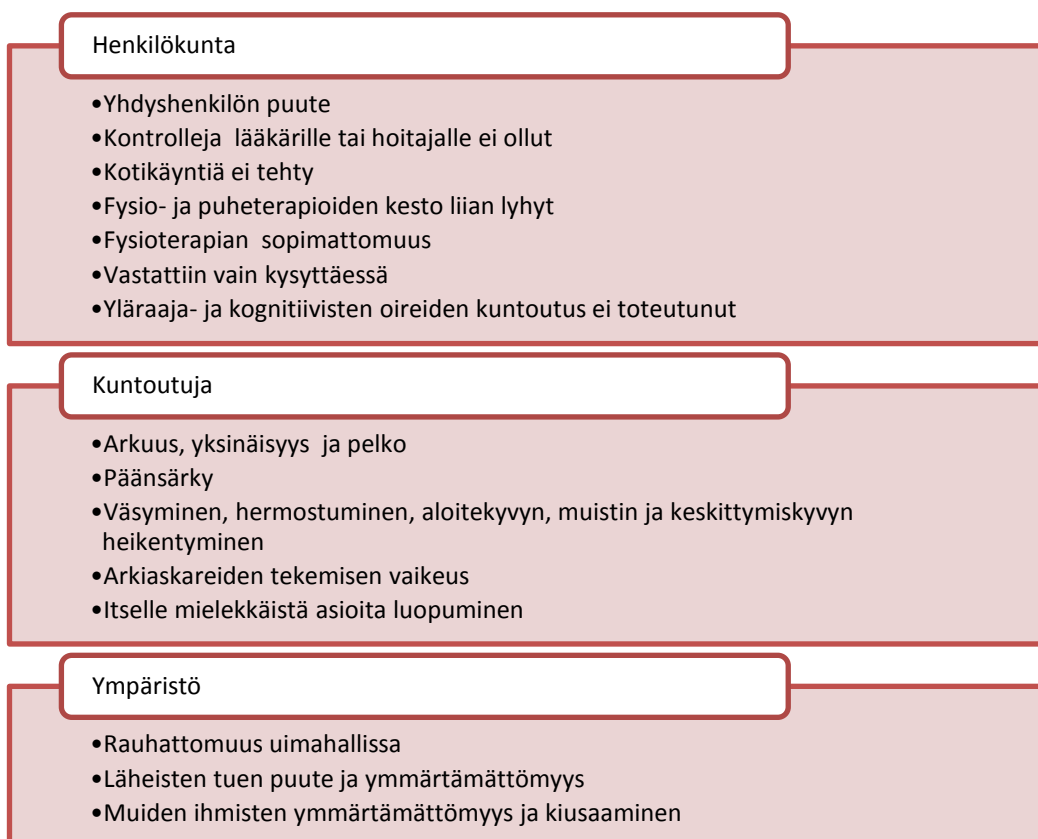 Henkilökunta
•Yhdyshenkilön puute
•Kontrolleja  lääkärille tai hoitajalle ei ollut
•Kotikäyntiä ei tehty
•Fysio- ja puheterapioiden kesto liian lyhyt
•Fysioterapian  sopimattomuus
•Vastattiin vain kysyttäessä
•Yläraaja- ja kognitiivisten oireiden kuntoutus ei toteutunut
Kuntoutuja
•Arkuus, yksinäisyys  ja pelko
•Päänsärky
•Väsyminen, hermostuminen, aloitekyvyn, muistin ja keskittymiskyvyn
heikentyminen
•Arkiaskareiden tekemisen vaikeus
•Itselle mielekkäistä asioita luopuminen
Ympäristö
•Rauhattomuus uimahallissa
•Läheisten tuen puute ja ymmärtämättömyys
•Muiden ihmisten ymmärtämättömyys ja kiusaaminen